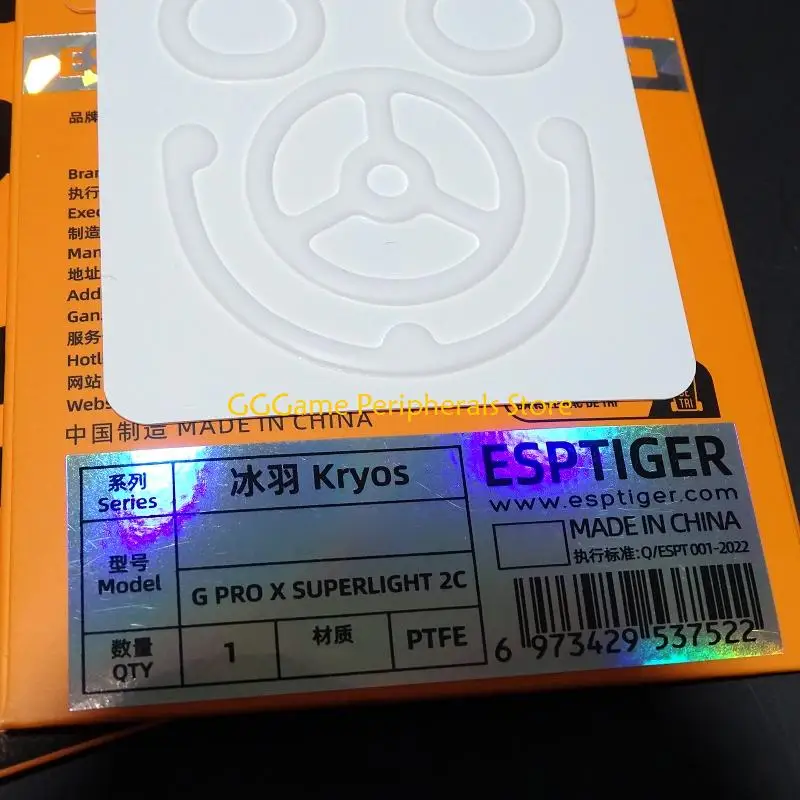 品牌
Bran
执行
Exec
制造
Man
地址
Add
Gan
服务
Hotl
网站
Webs
GGGame Peripherals Store
中国制造 MADE IN CHINA
系列
Series
冰羽 Kryos
型号
Model
G PRO X SUPERLIGHT 2C
数量
QTY
1
材质
PTFE
ESPTIGER
www.esptiger.com
MADE IN CHINA
执行标准:Q/ESPT 001-2022
6 973429 537522